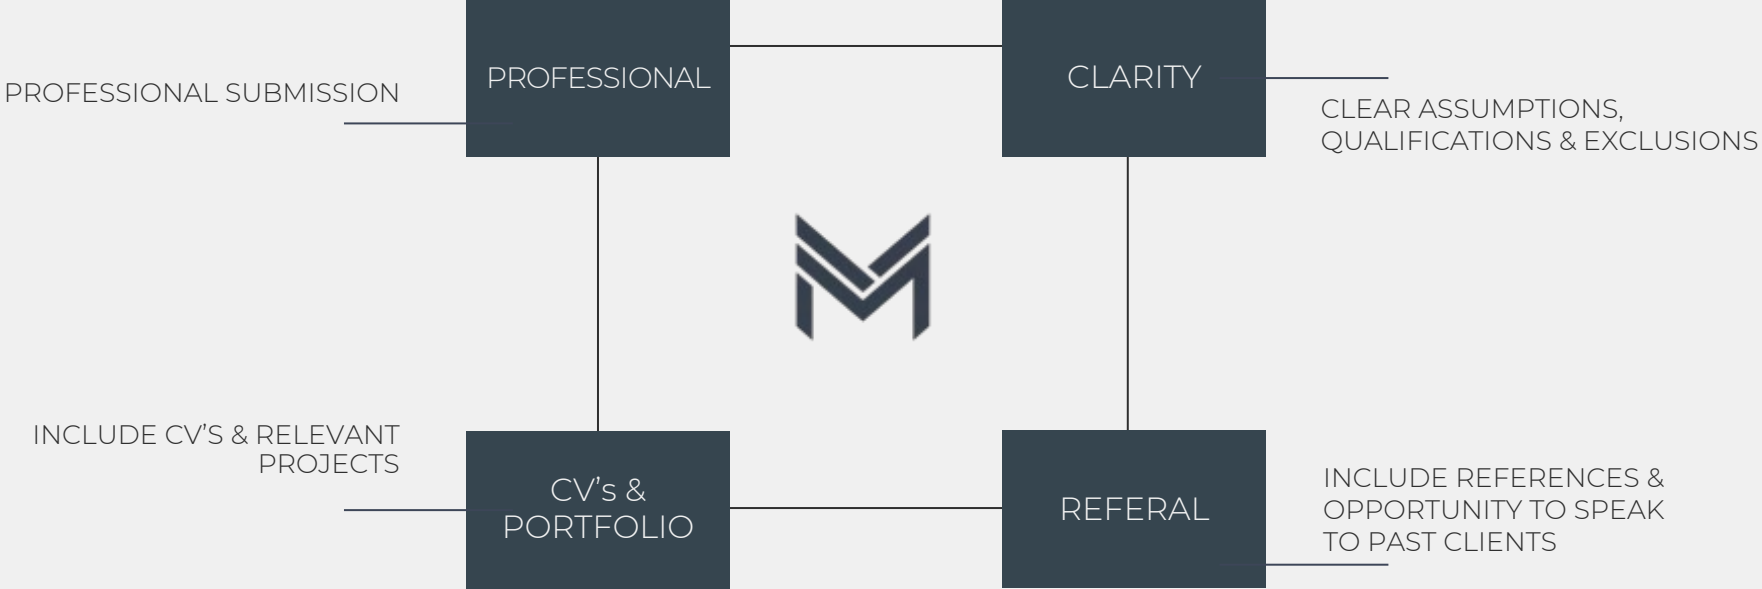 PROFESSIONAL SUBMISSION
PROFESSIONAL
CLARITY
CLEAR ASSUMPTIONS,
QUALIFICATIONS & EXCLUSIONS
INCLUDE CV’S & RELEVANT
PROJECTS
CV’s &
PORTFOLIO
REFERAL
INCLUDE REFERENCES &
OPPORTUNITY TO SPEAK
TO PAST CLIENTS